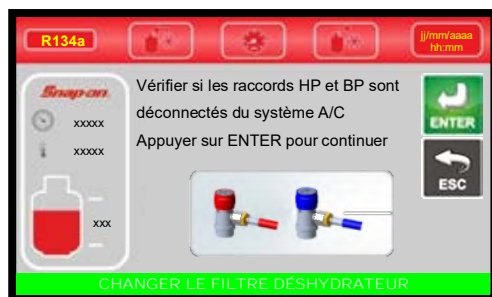 R134a
jj/mm/aaaa
hh:mm
Snap-on
xxxxx
xxxxx
xxx
Vérifier si les raccords HP et BP sont
déconnectés du système A/C
Appuyer sur ENTER pour continuer
ENTER
ESC
CHANGER LE FILTRE DÉSHYDRATEUR